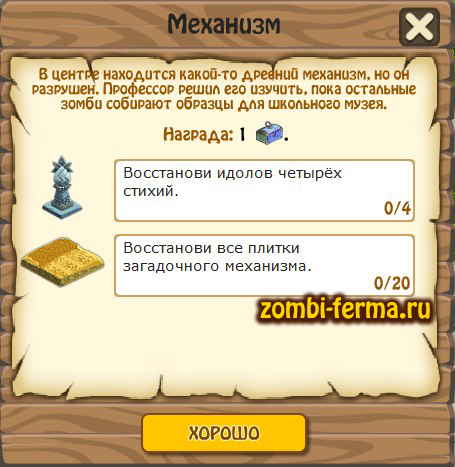 Механизм
В центре находится какой-то древний механизм, но он
разрушен. Профессор решил его изучить, пока остальные
зомби собирают образцы для школьного музея.
Награда: 1 .
Восстанови идолов четырёх
стихий.
0/4
Восстанови все плитки
загадочного механизма.
0/20
zombi-ferma.ru
ХОРОШО